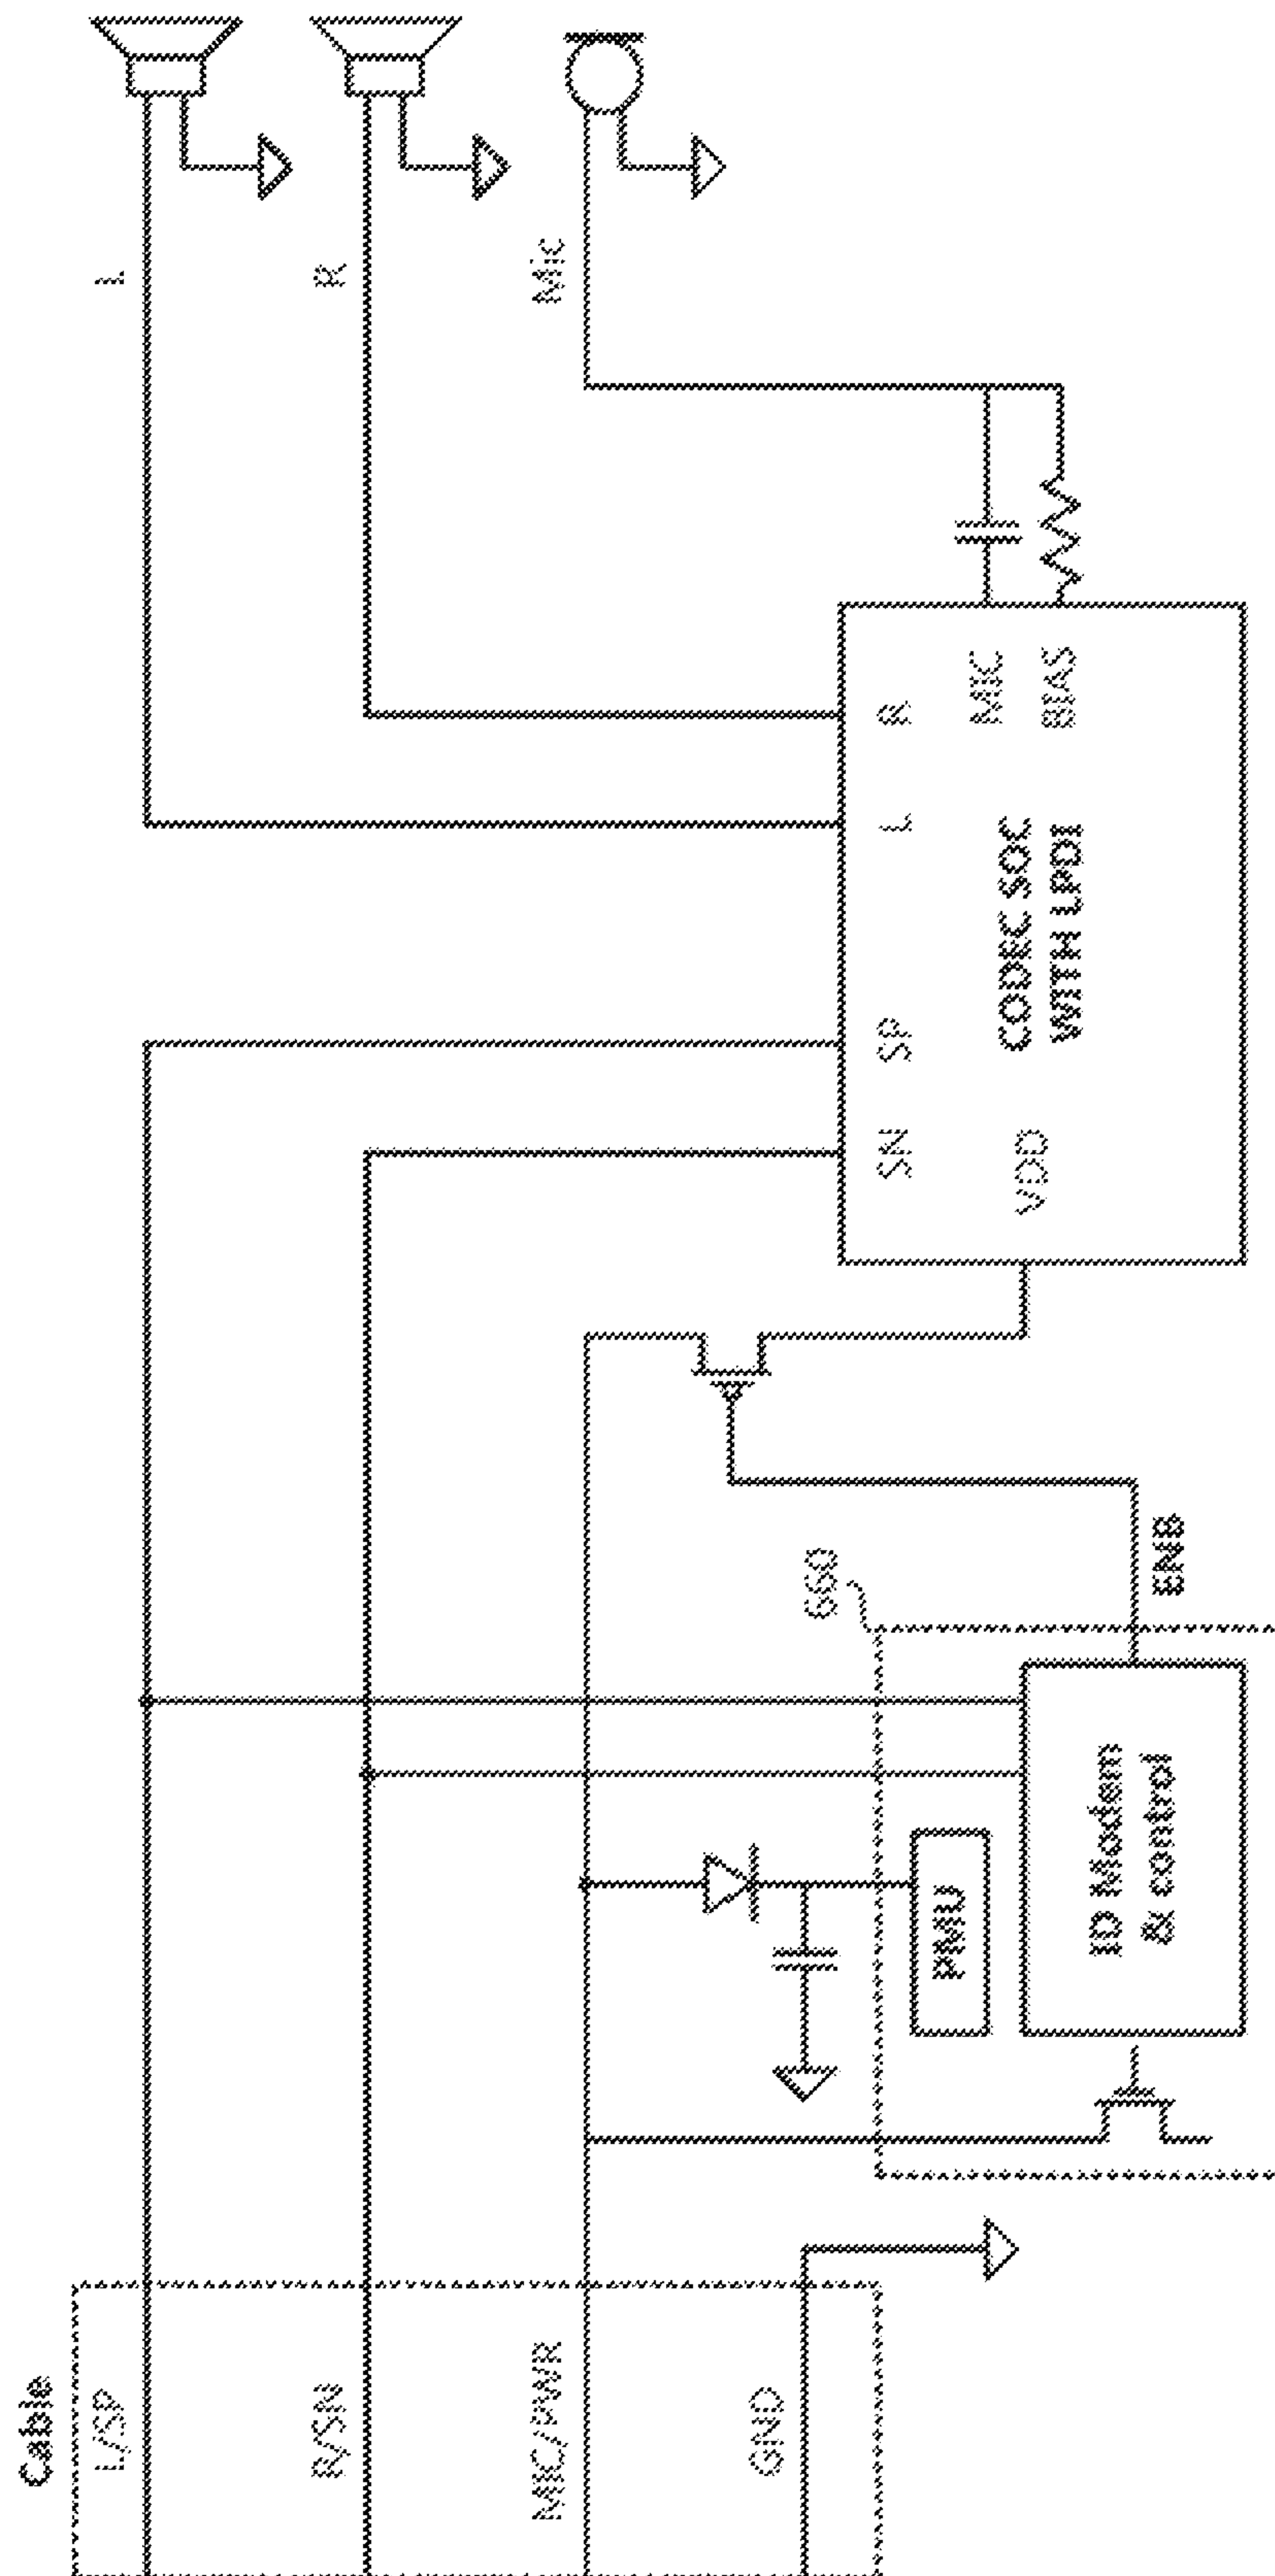 Cable
L/SP
R/SN
MIC/PWR
GND
660
PMU
ID Modem
& control
ENB
SN
SP
L
R
VDD
CODEC SOC
WITH LPDI
MIC
BIAS
L
R
Mic